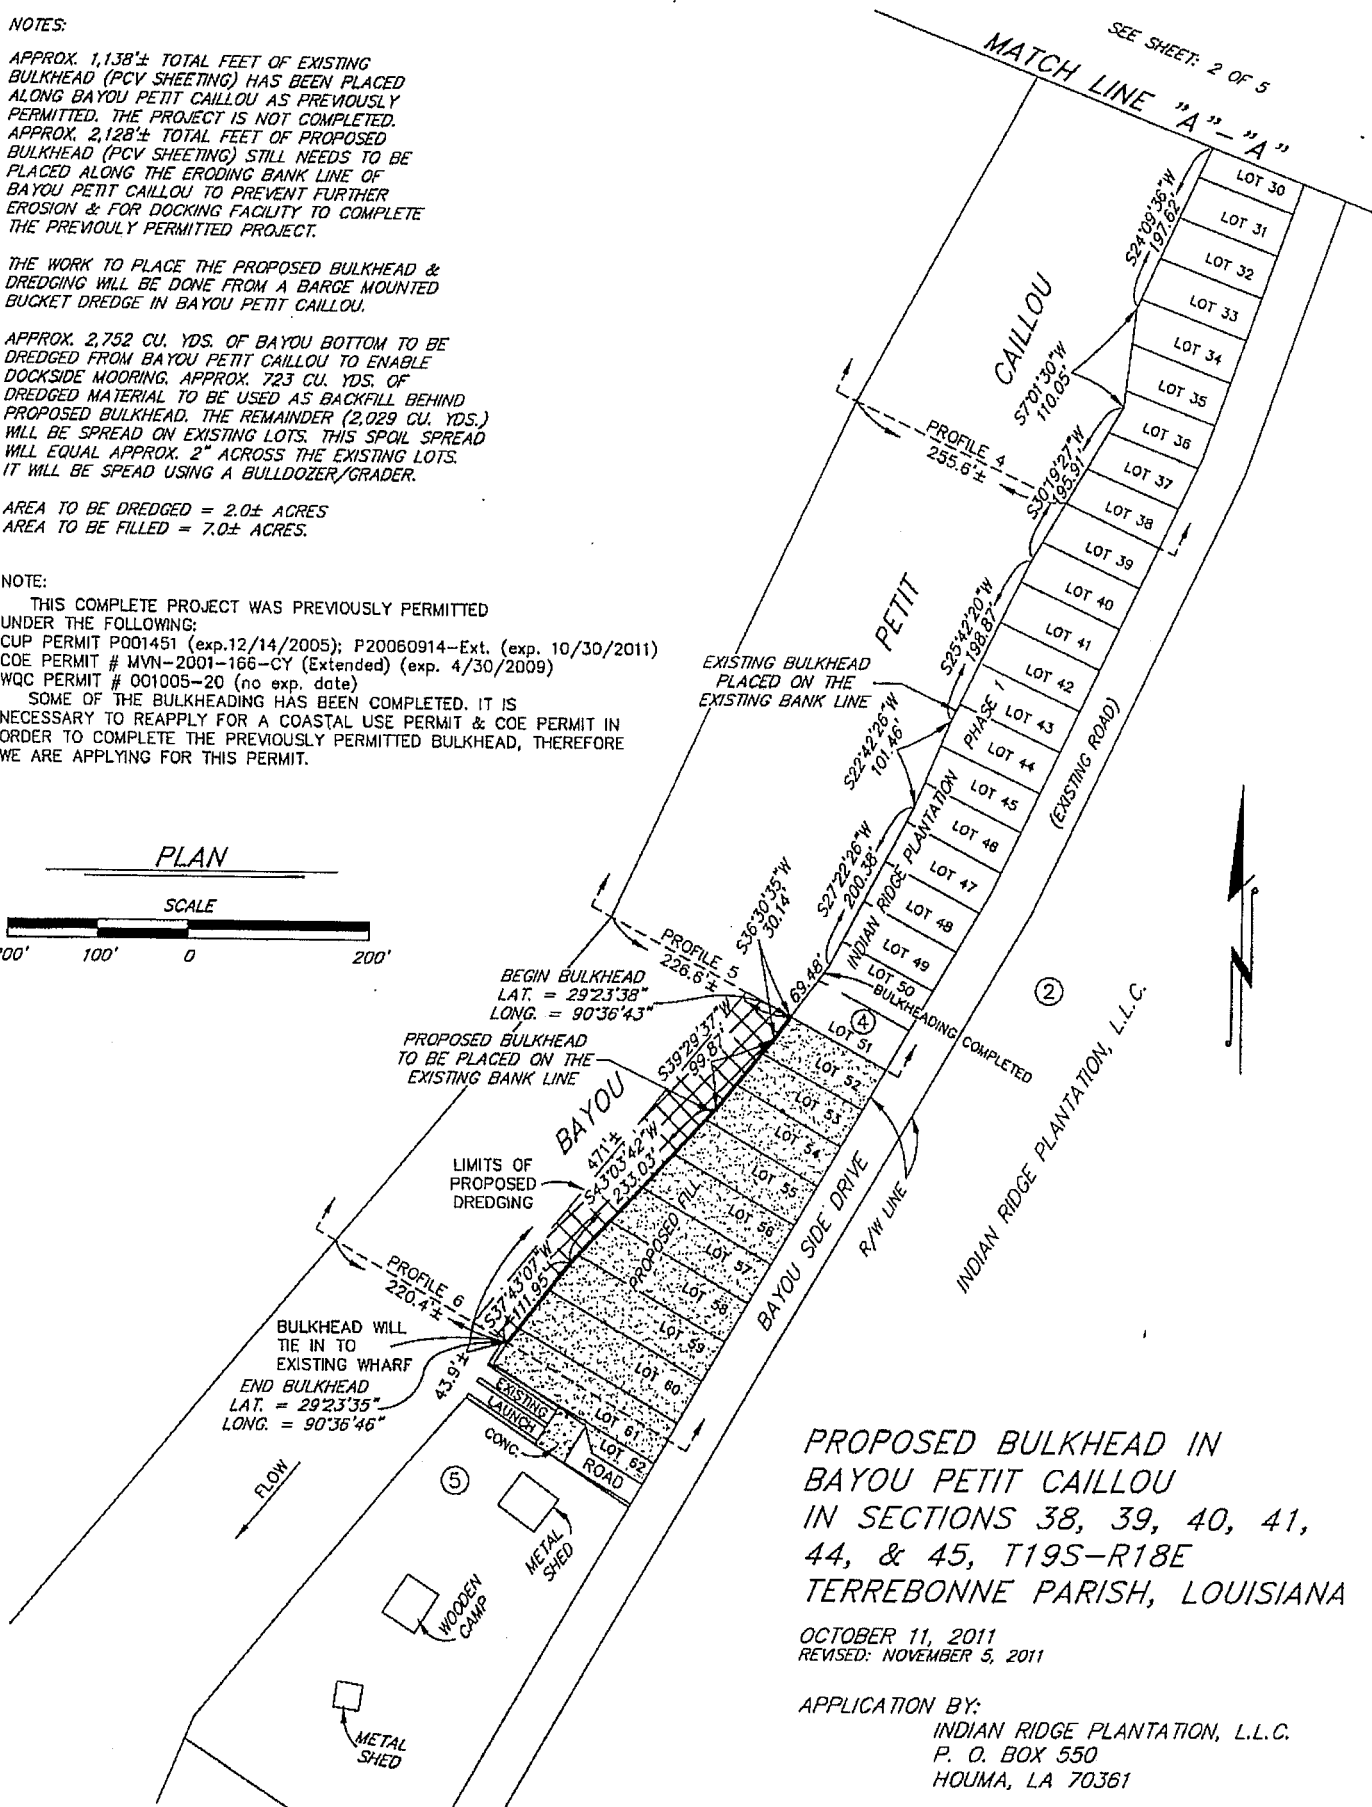 NOTES:
APPROX. 1,138'± TOTAL FEET OF EXISTING
BULKHEAD (PCV SHEETING) HAS BEEN PLACED
ALONG BAYOU PETIT CAILLOU AS PREVIOUSLY
PERMITTED. THE PROJECT IS NOT COMPLETED.
APPROX. 2,128'± TOTAL FEET OF PROPOSED
BULKHEAD (PCV SHEETING) STILL NEEDS TO BE
PLACED ALONG THE ERODING BANK LINE OF
BAYOU PETIT CAILLOU TO PREVENT FURTHER
EROSION & FOR DOCKING FACILITY TO COMPLETE
THE PREVIOULY PERMITTED PROJECT.
THE WORK TO PLACE THE PROPOSED BULKHEAD &
DREDGING WILL BE DONE FROM A BARGE MOUNTED
BUCKET DREDGE IN BAYOU PETIT CAILLOU.
APPROX. 2,752 CU. YDS. OF BAYOU BOTTOM TO BE
DREDGED FROM BAYOU PETIT CAILLOU TO ENABLE
DOCKSIDE MOORING. APPROX. 723 CU. YDS. OF
DREDGED MATERIAL TO BE USED AS BACKFILL BEHIND
PROPOSED BULKHEAD. THE REMAINDER (2,029 CU. YDS.)
WILL BE SPREAD ON EXISTING LOTS. THIS SPOIL SPREAD
WILL EQUAL APPROX. 2" ACROSS THE EXISTING LOTS.
IT WILL BE SPEAD USING A BULLDOZER/GRADER.
AREA TO BE DREDGED = 2.0± ACRES
AREA TO BE FILLED = 7.0± ACRES.
NOTE:
THIS COMPLETE PROJECT WAS PREVIOUSLY PERMITTED
UNDER THE FOLLOWING:
CUP PERMIT P001451 (exp.12/14/2005); P20060914-Ext. (exp. 10/30/2011)
COE PERMIT # MVN-2001-166-CY (Extended) (exp. 4/30/2009)
WQC PERMIT # 001005-20 (no exp. date)
SOME OF THE BULKHEADING HAS BEEN COMPLETED. IT IS
NECESSARY TO REAPPLY FOR A COASTAL USE PERMIT & COE PERMIT IN
ORDER TO COMPLETE THE PREVIOUSLY PERMITTED BULKHEAD, THEREFORE
WE ARE APPLYING FOR THIS PERMIT.
PLAN
SCALE
00' 100' 0 200'
SEE SHEET: 2 OF 5
MATCH LINE "A"-"A"
LOT 30
LOT 31
LOT 32
LOT 33
LOT 34
LOT 35
LOT 36
LOT 37
LOT 38
LOT 39
LOT 40
LOT 41
LOT 42
LOT 43
LOT 44
LOT 45
LOT 46
LOT 47
LOT 48
LOT 49
LOT 50
LOT 51
LOT 52
LOT 53
LOT 54
LOT 55
LOT 56
LOT 57
LOT 58
LOT 59
LOT 60
LOT 61
LOT 62
S24°09'36"W
197.62'
CAILLOU
S7°01'30"W
110.05'
PROFILE 4
255.6'±
S30°19'27"W
195.91'
PETIT
S25°42'20"W
198.87'
EXISTING BULKHEAD
PLACED ON THE
EXISTING BANK LINE
S22°42'26"W
101.46'
INDIAN RIDGE PLANTATION PHASE 1
(EXISTING ROAD)
S27°22'26"W
200.38'
S36°30'35"W
30.14'
69.48'
PROFILE 5
226.6'±
BEGIN BULKHEAD
LAT. = 29°23'38"
LONG. = 90°36'43"
BULKHEADING COMPLETED
4
2
PROPOSED BULKHEAD
TO BE PLACED ON THE
EXISTING BANK LINE
S39°29'37"W
99.87'
BAYOU
471'±
S43°03'42"W
233.03'
LIMITS OF
PROPOSED
DREDGING
PROPOSED FILL
BAYOU SIDE DRIVE
R/W LINE
INDIAN RIDGE PLANTATION, L.L.C.
PROFILE 6
220.4'±
S37°43'07"W
111.95'
BULKHEAD WILL
TIE IN TO
EXISTING WHARF
43.9'±
END BULKHEAD
LAT. = 29°23'35"
LONG. = 90°36'46"
EXISTING
LAUNCH
CONC.
ROAD
FLOW
5
METAL
SHED
WOODEN
CAMP
METAL
SHED
PROPOSED BULKHEAD IN
BAYOU PETIT CAILLOU
IN SECTIONS 38, 39, 40, 41,
44, & 45, T19S-R18E
TERREBONNE PARISH, LOUISIANA
OCTOBER 11, 2011
REVISED: NOVEMBER 5, 2011
APPLICATION BY:
INDIAN RIDGE PLANTATION, L.L.C.
P. O. BOX 550
HOUMA, LA 70361